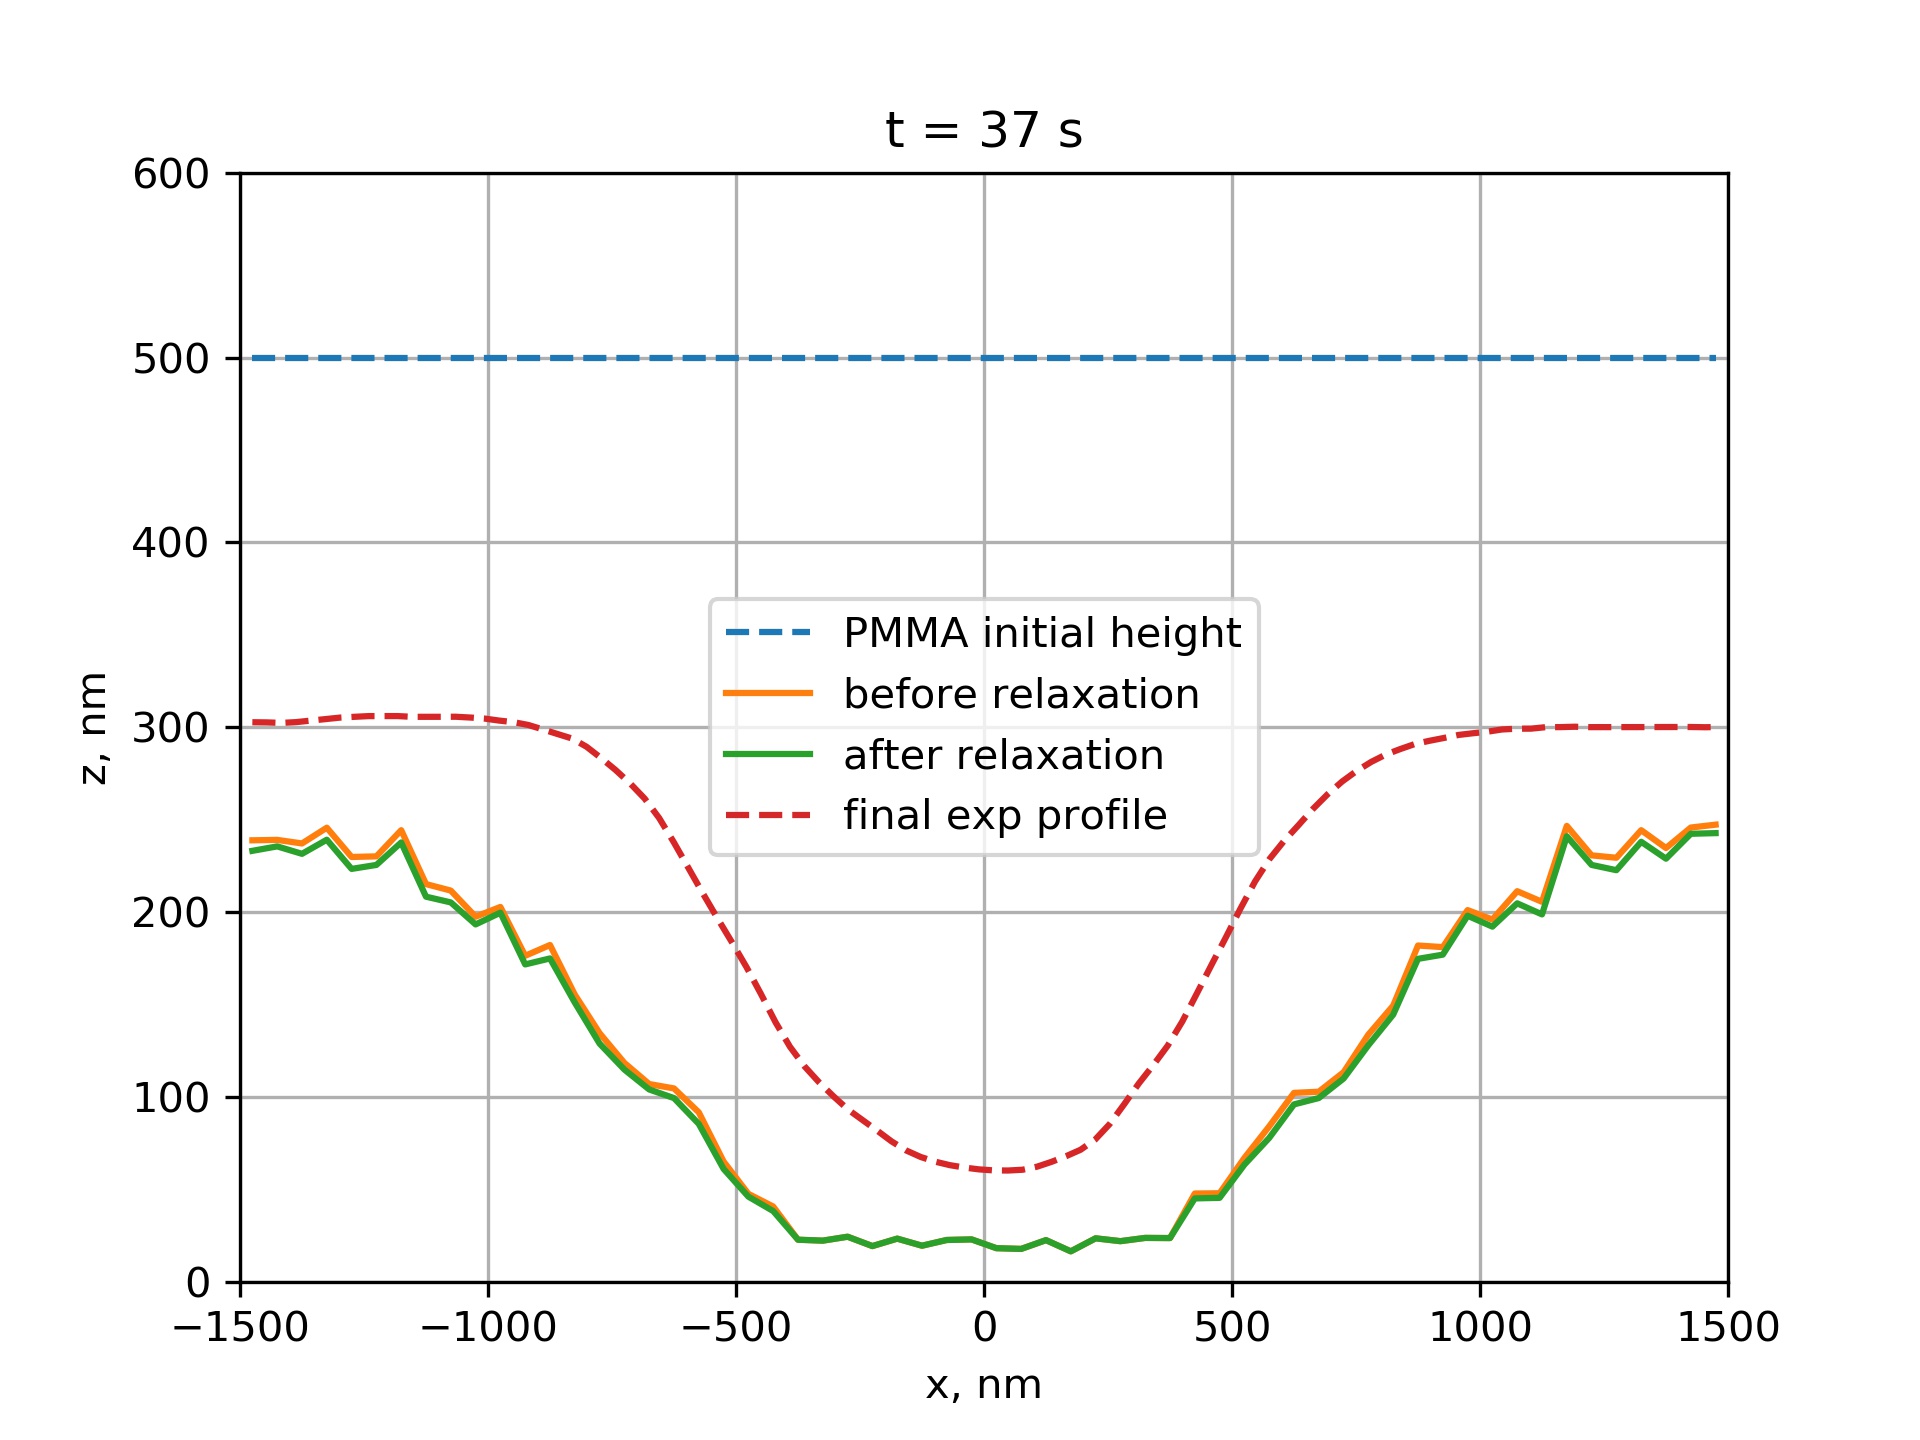 t = 37 s
600
500
400
300
200
100
0
z, nm
PMMA initial height
before relaxation
after relaxation
final exp profile
−1500 −1000 −500 0 500 1000 1500
x, nm